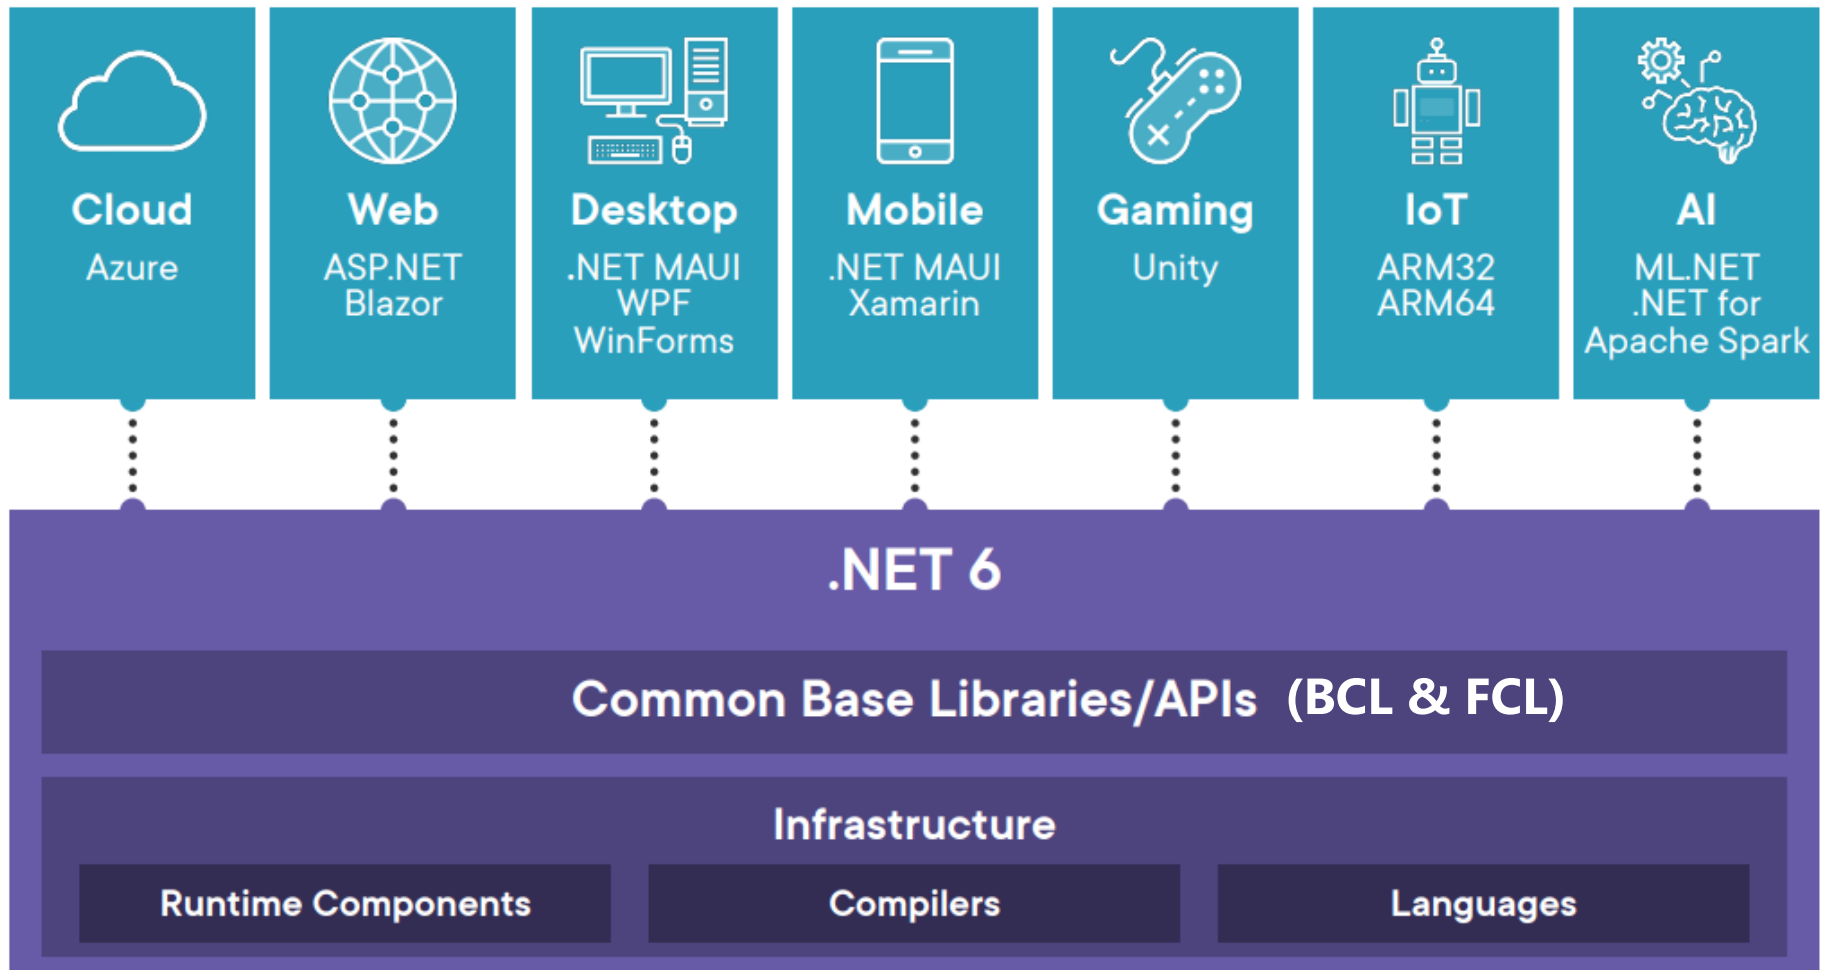 Cloud
Azure
Web
ASP.NET
Blazor
Desktop
.NET MAUI
WPF
WinForms
Mobile
.NET MAUI
Xamarin
Gaming
Unity
IoT
ARM32
ARM64
AI
ML.NET
.NET for
Apache Spark
.NET 6
Common Base Libraries/APIs (BCL & FCL)
Infrastructure
Runtime Components
Compilers
Languages